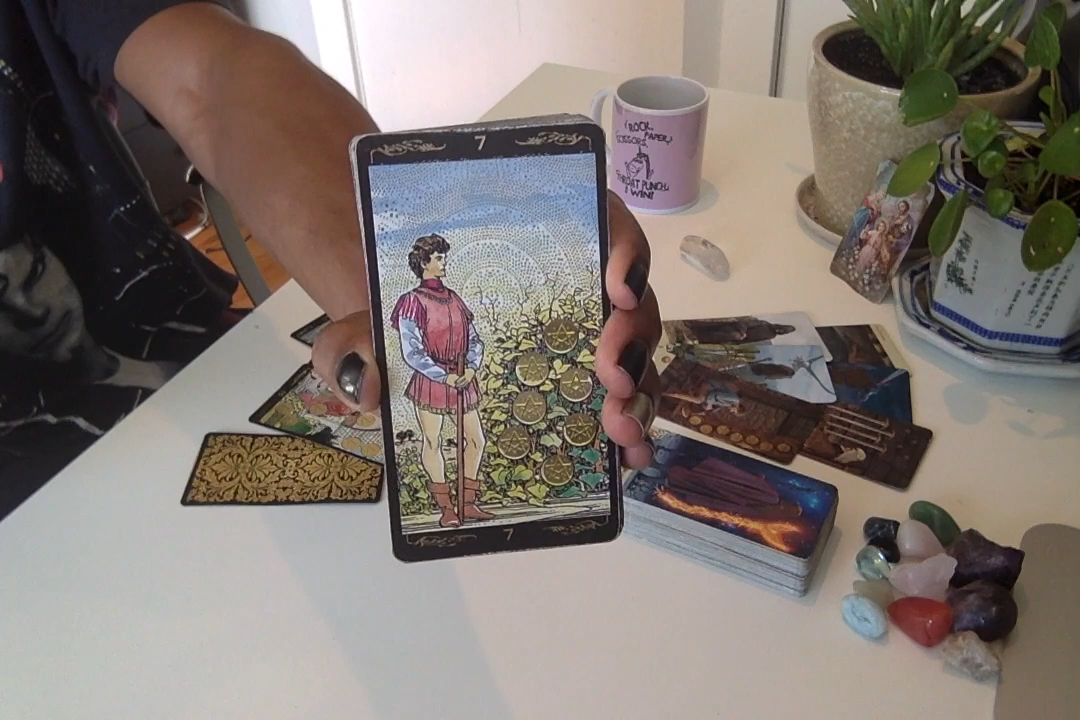 7
ROCK,
PAPER,
SCISSORS,
THROAT PUNCH,
I WIN!
7